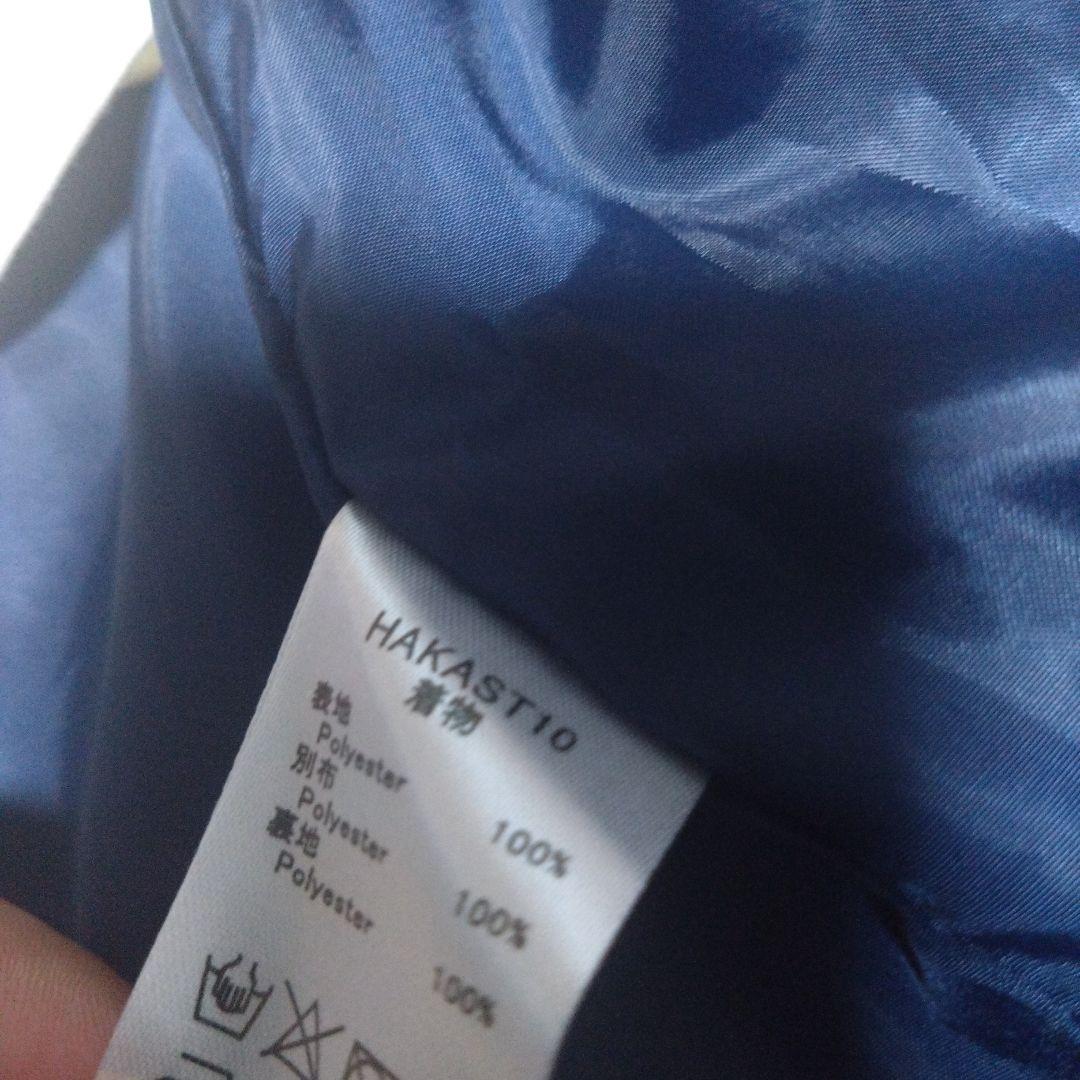 HAKAST10
着物
表地
Polyester 100%
別布
Polyester 100%
裏地
Polyester 100%